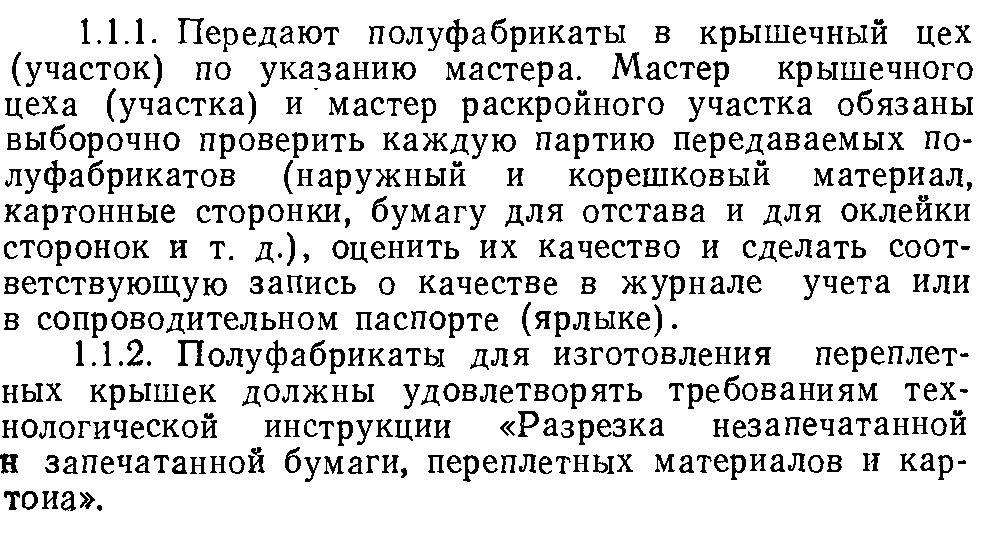 1.1.1. Передают полуфабрикаты в крышечный цех
(участок) по указанию мастера. Мастер крышечного
цеха (участка) и мастер раскройного участка обязаны
выборочно проверить каждую партию передаваемых по-
луфабрикатов (наружный и корешковый материал,
картонные сторонки, бумагу для отстава и для оклейки
сторонок и т. д.), оценить их качество и сделать соот-
ветствующую запись о качестве в журнале учета или
в сопроводительном паспорте (ярлыке).
1.1.2. Полуфабрикаты для изготовления переплет-
ных крышек должны удовлетворять требованиям тех-
нологической инструкции «Разрезка незапечатанной
н запечатанной бумаги, переплетных материалов и кар-
тоиа».